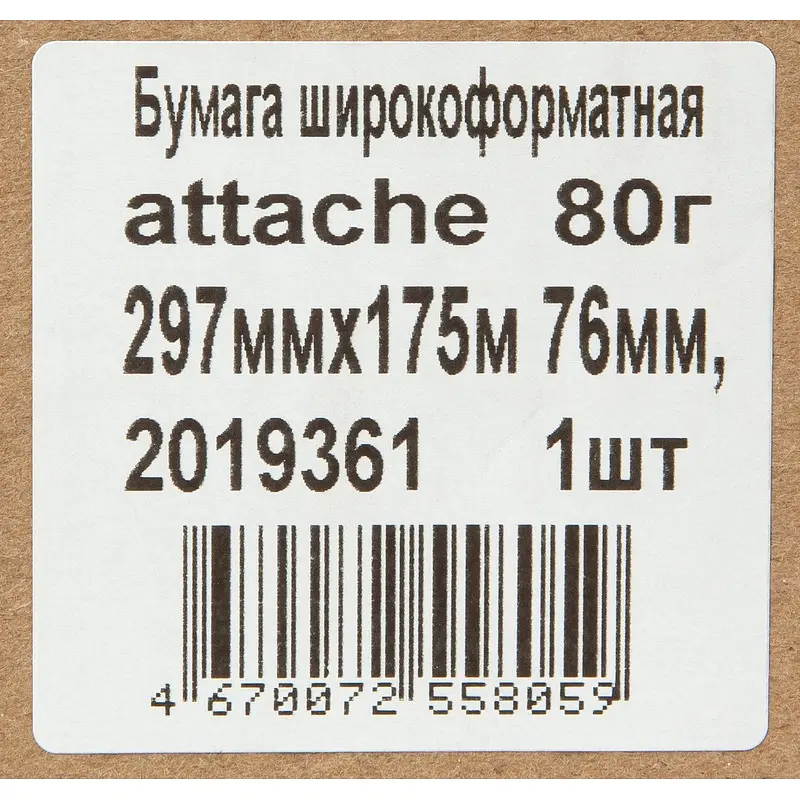 Бумага широкоформатная
attache 80г
297ммх175м 76мм,
2019361 1шт
4 670072 558059